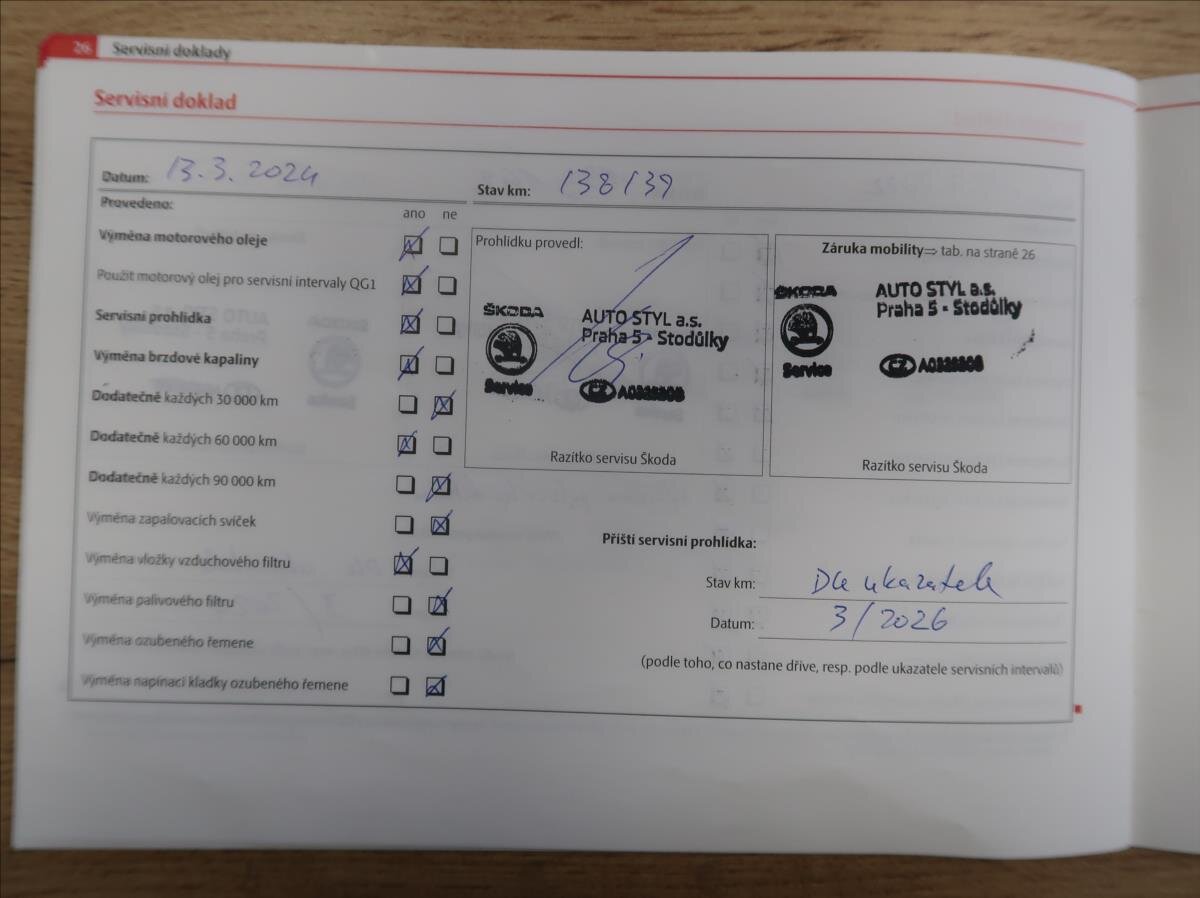 26 Servisní doklady
Servisní doklad
Datum: 13.3.2024
Stav km: 138139
Provedeno:
ano ne
Výměna motorového oleje
Použit motorový olej pro servisní intervaly QG1
Servisní prohlídka
Výměna brzdové kapaliny
Dodatečně každých 30 000 km
Dodatečně každých 60 000 km
Dodatečně každých 90 000 km
Výměna zapalovacích svíček
Výměna vložky vzduchového filtru
Výměna palivového filtru
Výměna ozubeného řemene
Výměna napínací kladky ozubeného řemene
Prohlídku provedl:
ŠKODA
Service
AUTO STYL a.s.
Praha 5 - Stodůlky
CZ
Razítko servisu Škoda
Záruka mobility⇒ tab. na straně 26
ŠKODA
Service
AUTO STYL a.s.
Praha 5 - Stodůlky
CZ
Razítko servisu Škoda
Příští servisní prohlídka:
Stav km: Dle ukazatele
Datum: 3/2026
(podle toho, co nastane dříve, resp. podle ukazatele servisních intervalů)